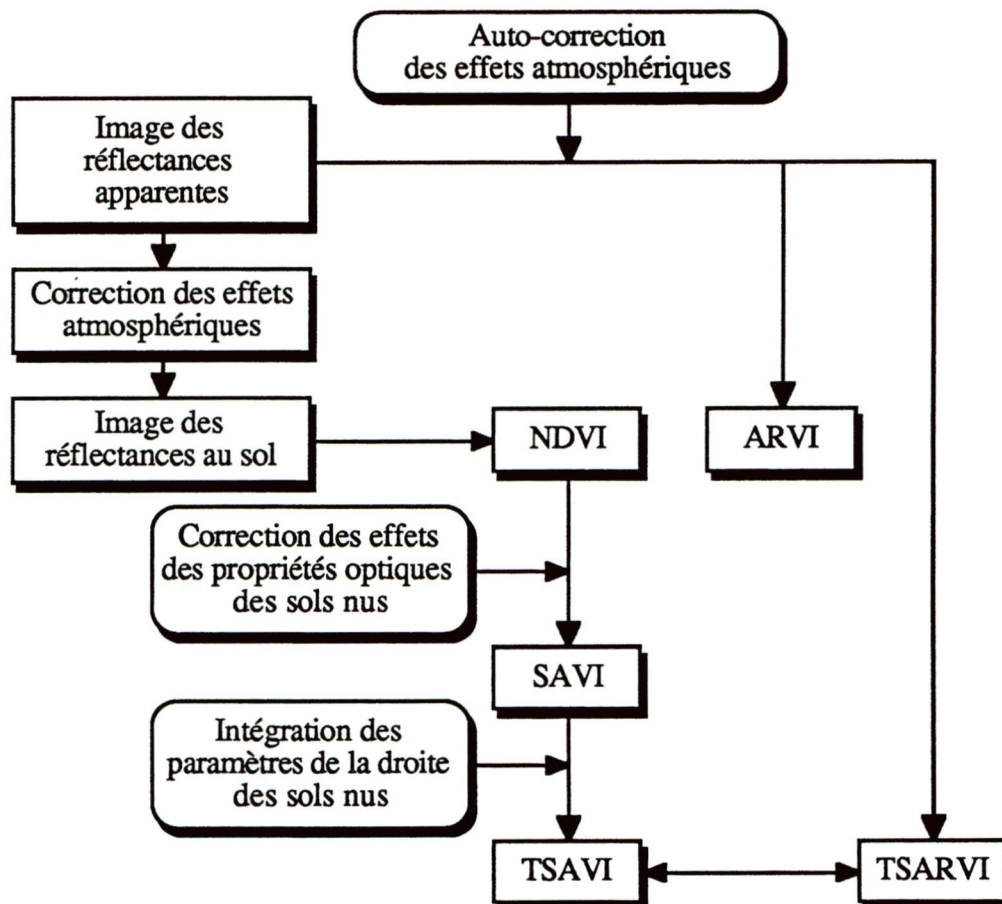 Auto-correction
des effets atmosphériques
Image des
réflectances
apparentes
Correction des effets
atmosphériques
Image des
réflectances au sol
NDVI
ARVI
Correction des effets
des propriétés optiques
des sols nus
SAVI
Intégration des
paramètres de la droite
des sols nus
TSAVI
TSARVI